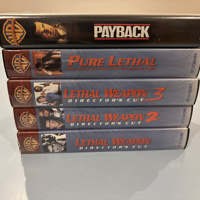 PAYBACK
PURE LETHAL
LETHAL WEAPON 3
DIRECTOR'S CUT
LETHAL WEAPON 2
DIRECTOR'S CUT
LETHAL WEAPON
DIRECTOR'S CUT